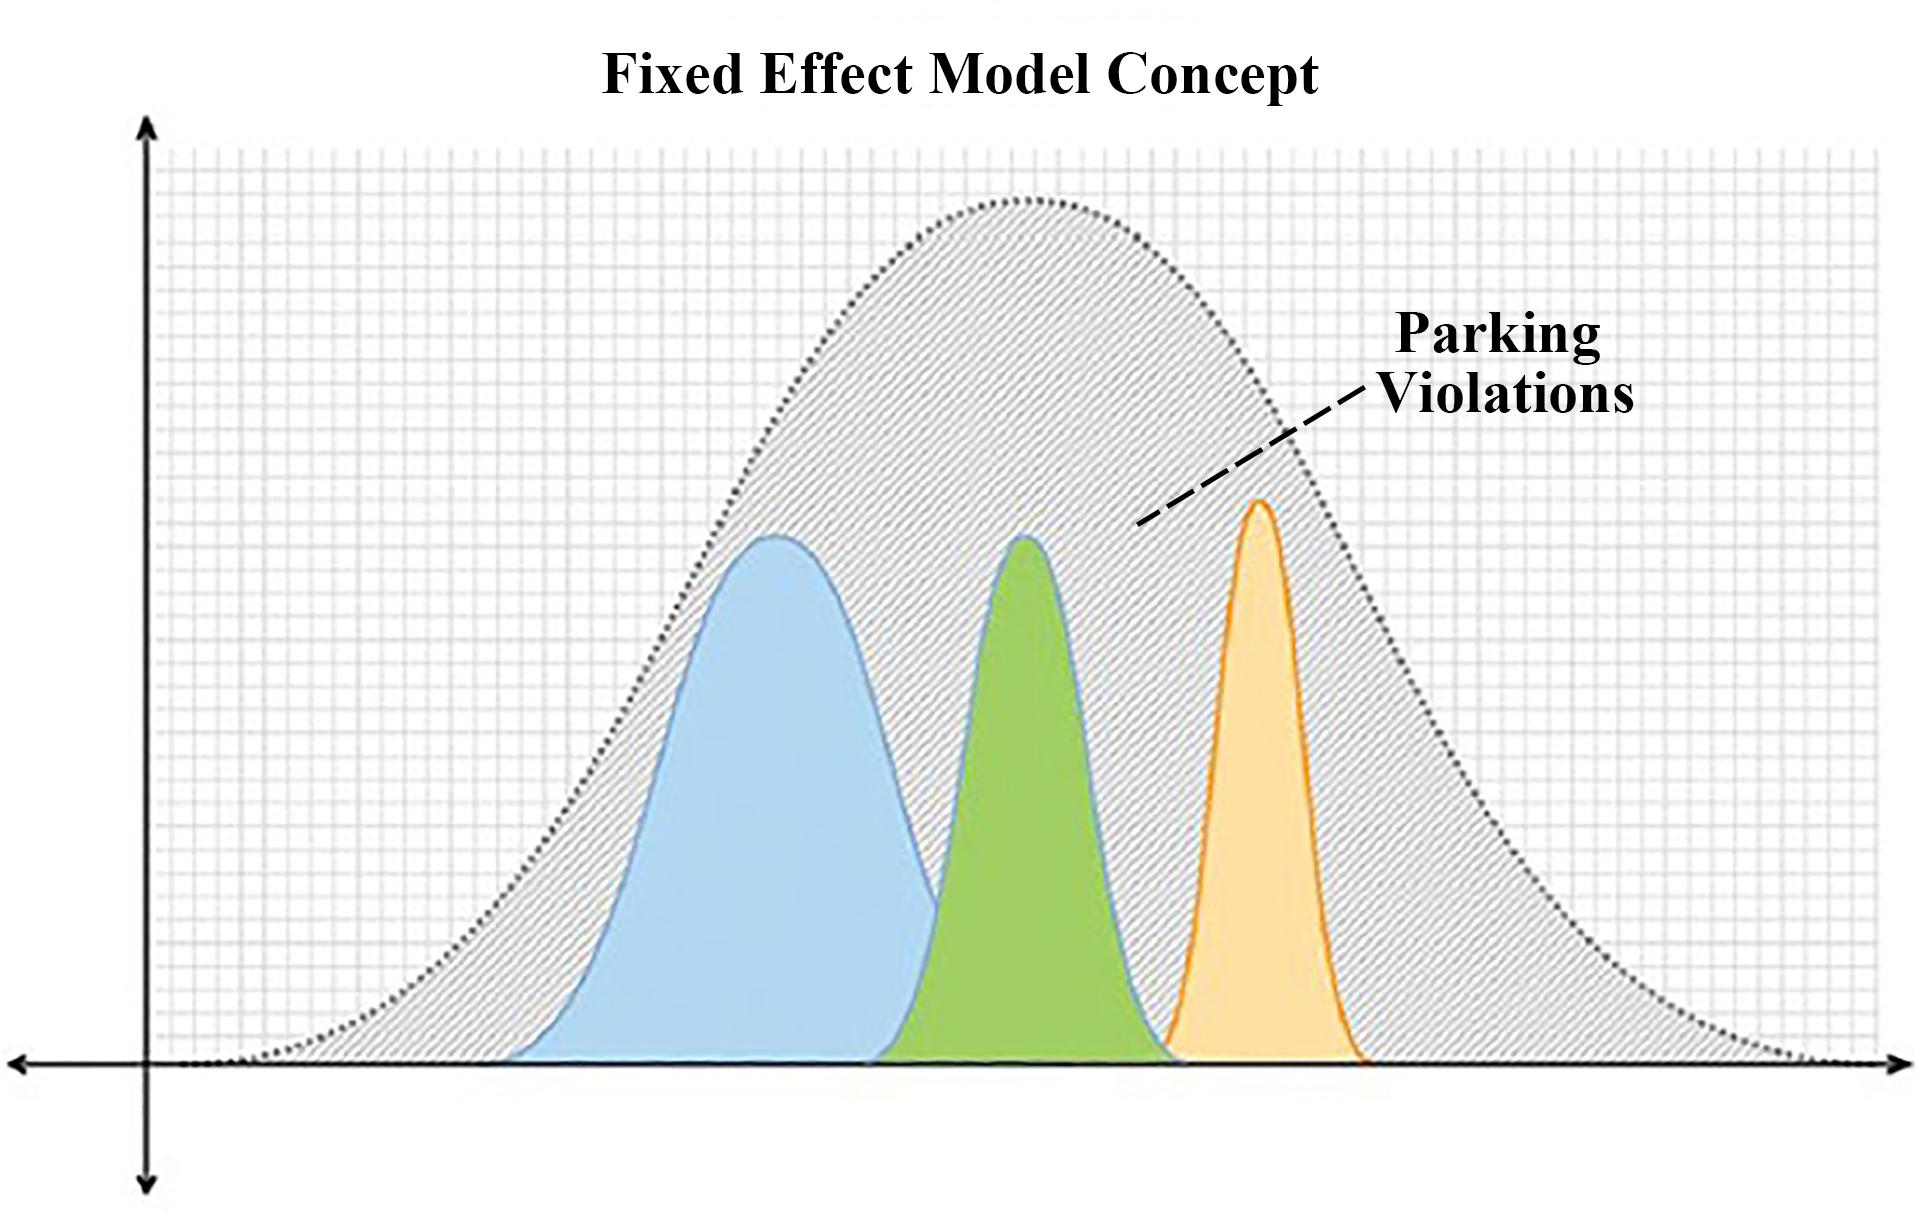 Fixed Effect Model Concept
Parking
Violations